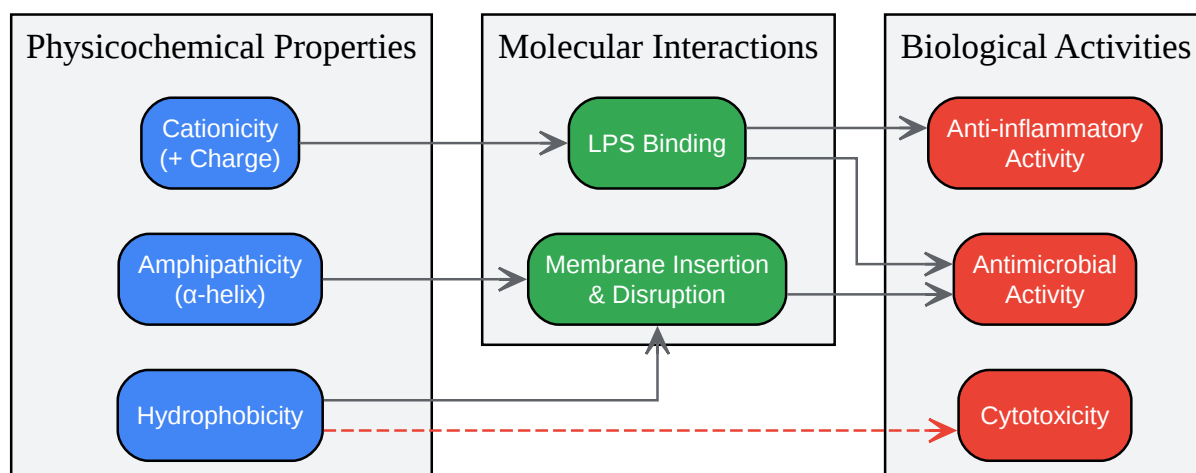 Physicochemical Properties
Cationicity
(+ Charge)
Amphipathicity
(α-helix)
Hydrophobicity
Molecular Interactions
LPS Binding
Membrane Insertion
& Disruption
Biological Activities
Anti-inflammatory
Activity
Antimicrobial
Activity
Cytotoxicity